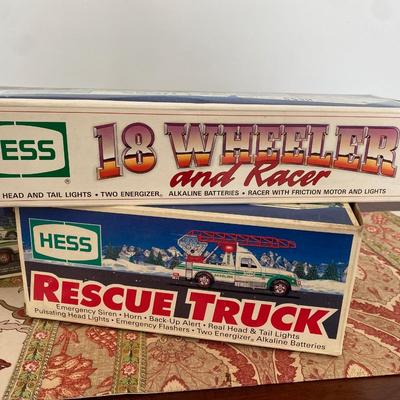 ESS
®
18 WHEELER
and Racer
HEAD AND TAIL LIGHTS • TWO ENERGIZER® ALKALINE BATTERIES • RACER WITH FRICTION MOTOR AND LIGHTS
HESS
RESCUE TRUCK
Emergency Siren • Horn • Back-Up Alert • Real Head & Tail Lights
Pulsating Head Lights • Emergency Flashers • Two Energizer® Alkaline Batteries